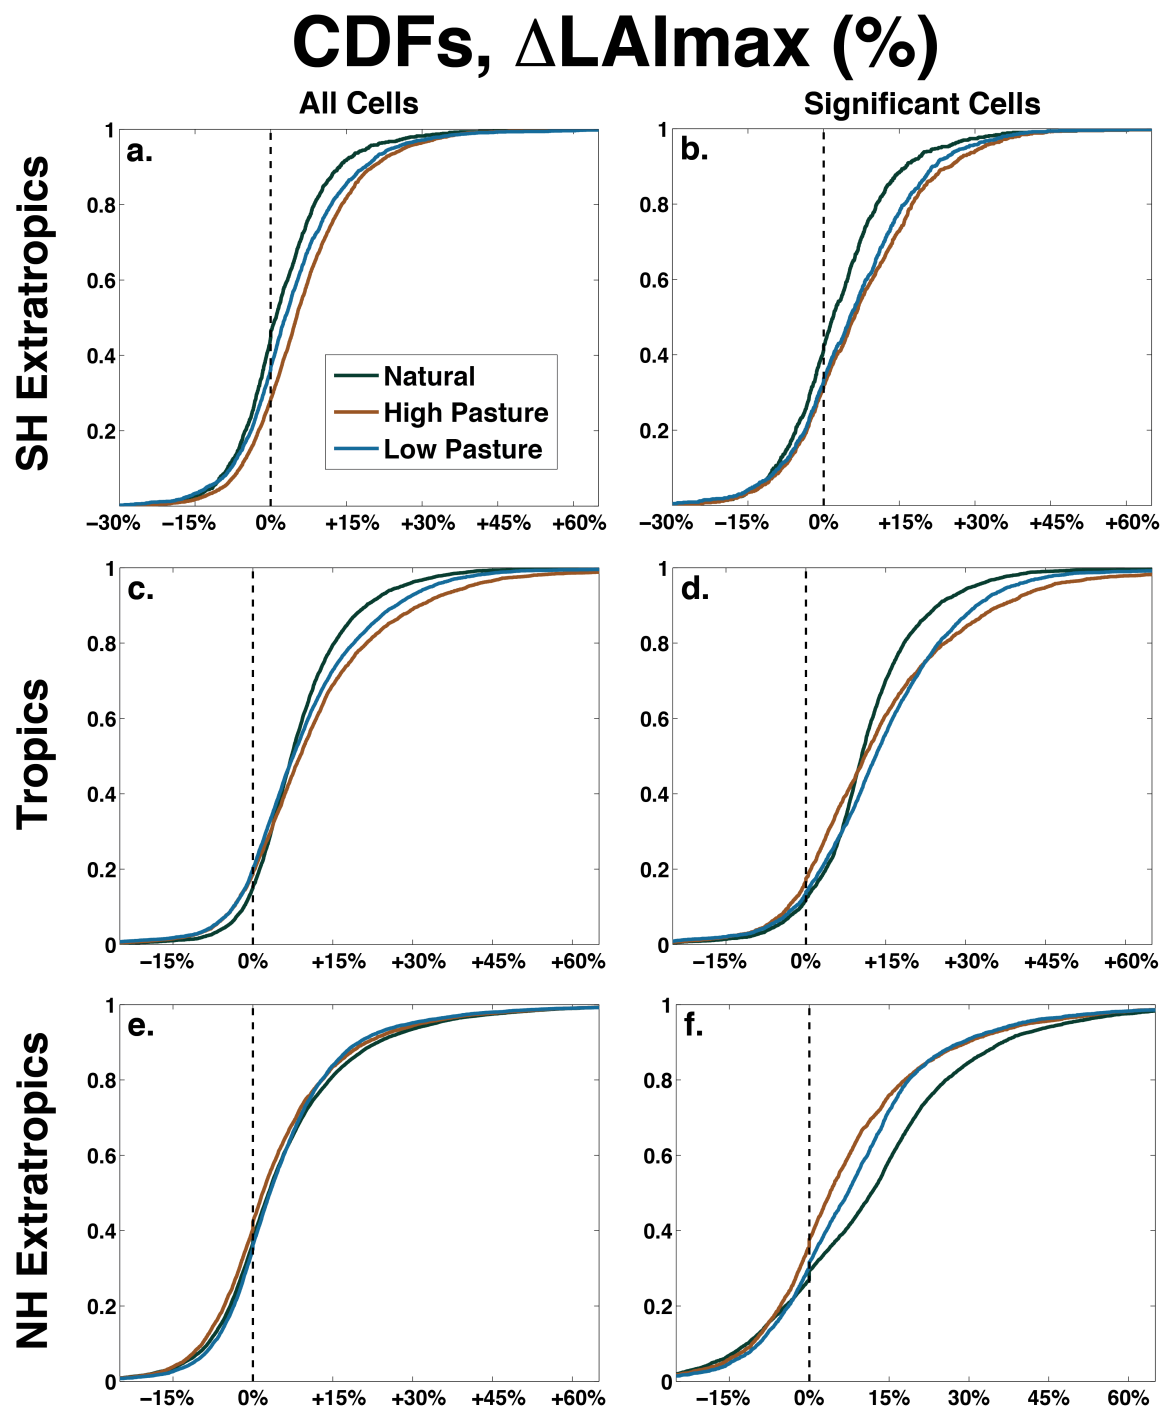 CDFs, ΔLAImax (%)
All Cells
Significant Cells
SH Extratropics
a.
1
0.8
0.6
0.4
0.2
Natural
High Pasture
Low Pasture
−30% −15% 0% +15% +30% +45% +60%
b.
1
0.8
0.6
0.4
0.2
−30% −15% 0% +15% +30% +45% +60%
Tropics
c.
1
0.8
0.6
0.4
0.2
0
−15% 0% +15% +30% +45% +60%
d.
1
0.8
0.6
0.4
0.2
0
−15% 0% +15% +30% +45% +60%
NH Extratropics
e.
1
0.8
0.6
0.4
0.2
0
−15% 0% +15% +30% +45% +60%
f.
1
0.8
0.6
0.4
0.2
0
−15% 0% 15% 30% 45% 60%